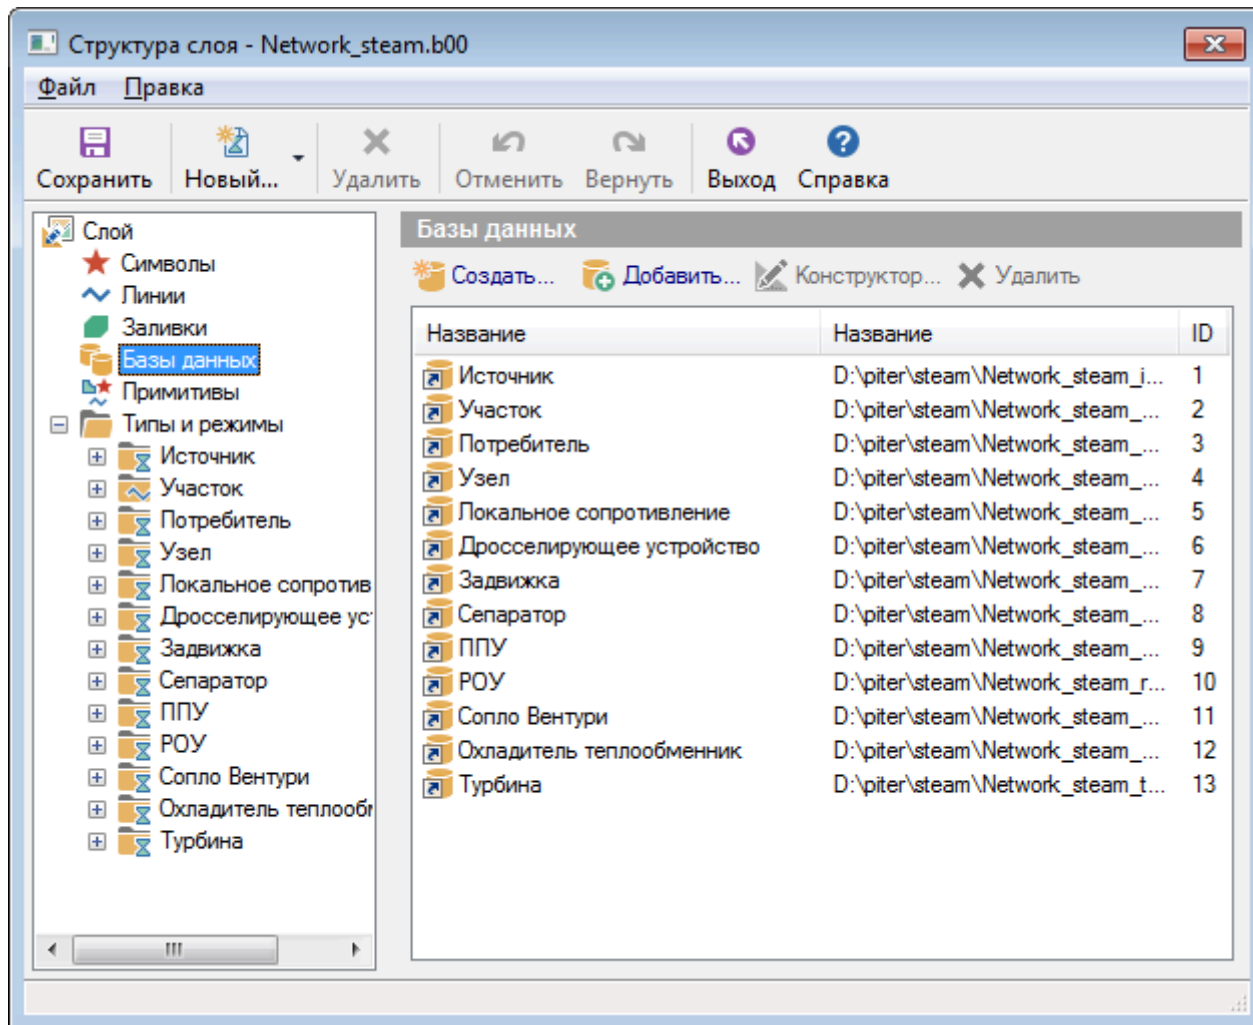 Структура слоя - Network_steam.b00
Файл Правка
Сохранить Новый... Удалить Отменить Вернуть Выход Справка
Слой
Символы
Линии
Заливки
Базы данных
Примитивы
Типы и режимы
Источник
Участок
Потребитель
Узел
Локальное сопротив
Дросселирующее ус
Задвижка
Сепаратор
ППУ
РОУ
Сопло Вентури
Охладитель теплооб
Турбина
Базы данных
Создать... Добавить... Конструктор... Удалить
Название Название ID
Источник D:\piter\steam\Network_steam_i... 1
Участок D:\piter\steam\Network_steam_... 2
Потребитель D:\piter\steam\Network_steam_... 3
Узел D:\piter\steam\Network_steam_... 4
Локальное сопротивление D:\piter\steam\Network_steam_... 5
Дросселирующее устройство D:\piter\steam\Network_steam_... 6
Задвижка D:\piter\steam\Network_steam_... 7
Сепаратор D:\piter\steam\Network_steam_... 8
ППУ D:\piter\steam\Network_steam_... 9
РОУ D:\piter\steam\Network_steam_r... 10
Сопло Вентури D:\piter\steam\Network_steam_... 11
Охладитель теплообменник D:\piter\steam\Network_steam_... 12
Турбина D:\piter\steam\Network_steam_t... 13